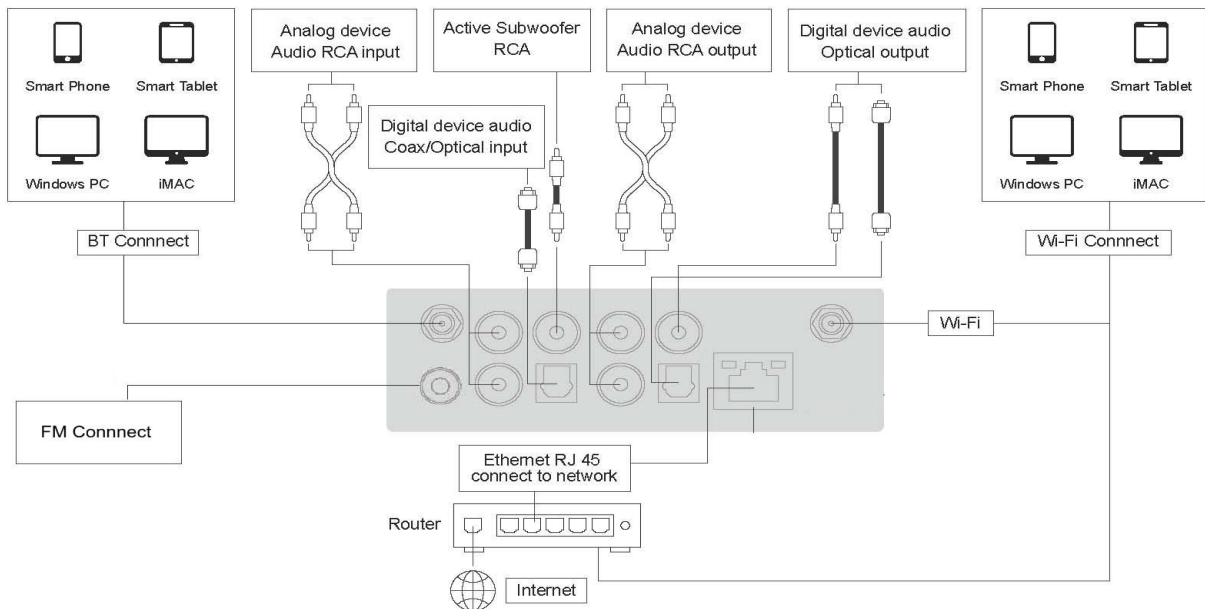 Smart Phone
Smart Tablet
Windows PC
iMAC
BT Connnect
Analog device
Audio RCA input
Active Subwoofer
RCA
Digital device audio
Coax/Optical input
Analog device
Audio RCA output
Digital device audio
Optical output
Smart Phone
Smart Tablet
Windows PC
iMAC
Wi-Fi Connnect
Wi-Fi
FM Connnect
Ethernet RJ 45
connect to network
Router
Internet